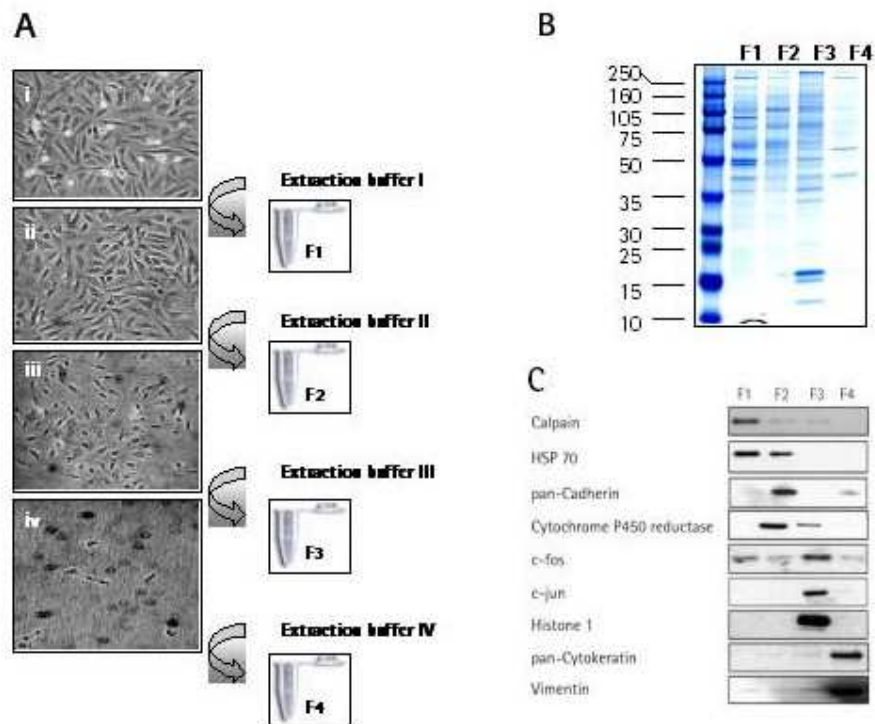 A
i
Extraction buffer I
F1
ii
Extraction buffer II
F2
iii
Extraction buffer III
F3
iv
Extraction buffer IV
F4
B
F1 F2 F3 F4
250
160
105
75
50
35
30
25
15
10
C
F1 F2 F3 F4
Calpain
HSP 70
pan-Cadherin
Cytochrome P450 reductase
c-fos
c-jun
Histone 1
pan-Cytokeratin
Vimentin